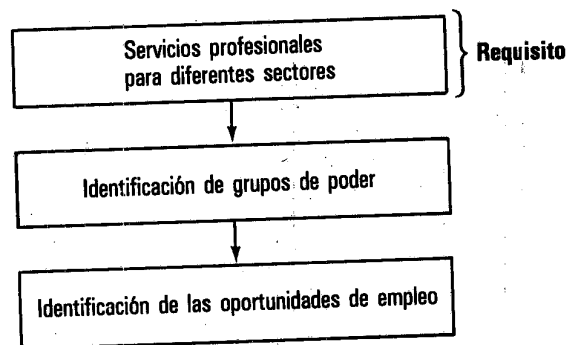 Servicios profesionales
para diferentes sectores
Requisito
Identificación de grupos de poder
Identificación de las oportunidades de empleo